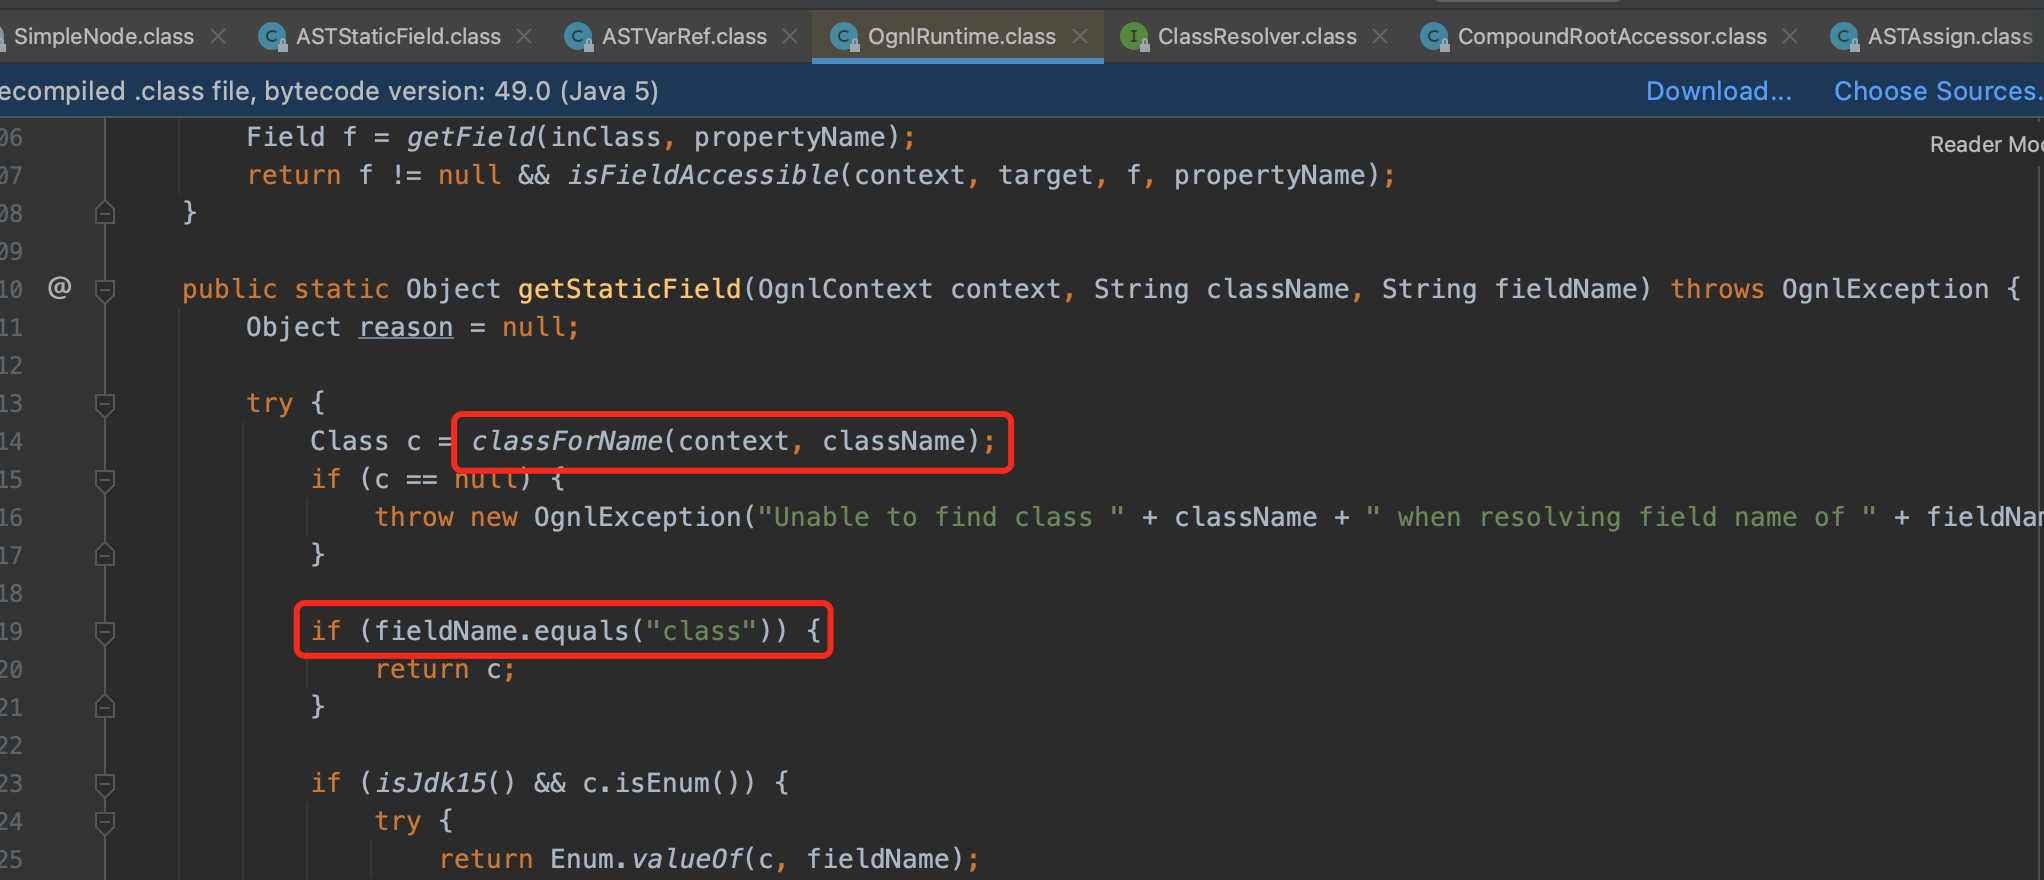 SimpleNode.class ASTStaticField.class ASTVarRef.class OgnlRuntime.class ClassResolver.class CompoundRootAccessor.class ASTAssign.class
ecompiled .class file, bytecode version: 49.0 (Java 5) Download... Choose Sources.
06 Field f = getField(inClass, propertyName);
Reader Mo
07 return f != null && isFieldAccessible(context, target, f, propertyName);
08 }
09
10 @ public static Object getStaticField(OgnlContext context, String className, String fieldName) throws OgnlException {
11 Object reason = null;
12
13 try {
14 Class c = classForName(context, className);
15 if (c == null) {
16 throw new OgnlException("Unable to find class " + className + " when resolving field name of " + fieldNam
17 }
18
19 if (fieldName.equals("class")) {
20 return c;
21 }
22
23 if (isJdk15() && c.isEnum()) {
24 try {
25 return Enum.valueOf(c, fieldName);